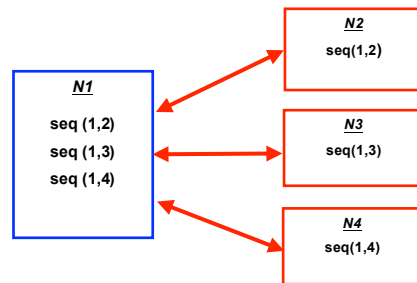 N1
seq (1,2)
seq (1,3)
seq (1,4)
N2
seq(1,2)
N3
seq(1,3)
N4
seq(1,4)